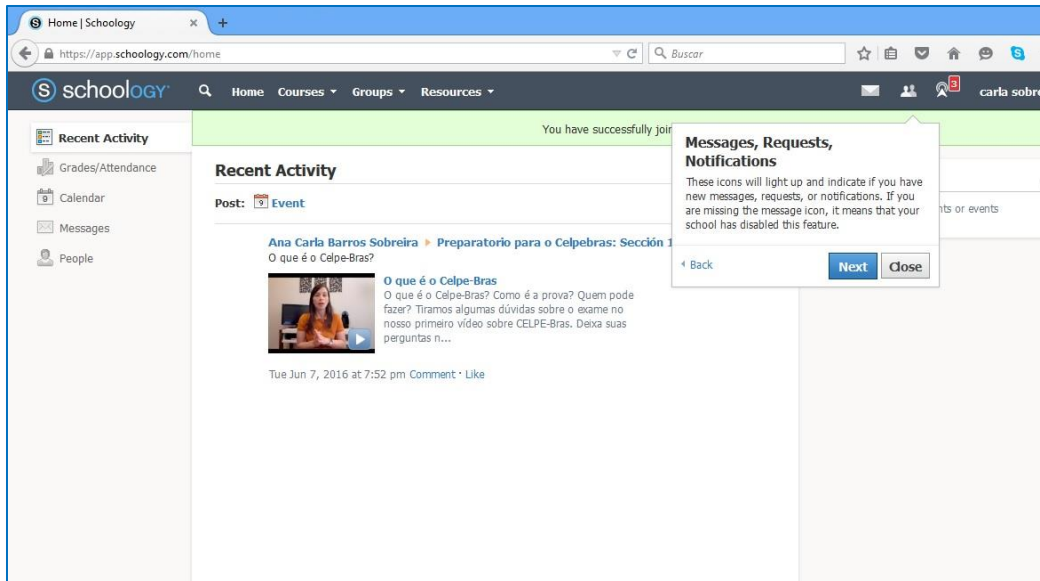 Home | Schoology
https://app.schoology.com/home
Buscar
schoology
Home Courses Groups Resources
3
carla sobre
Recent Activity
Grades/Attendance
Calendar
Messages
People
You have successfully joi
Recent Activity
Post: 9 Event
Ana Carla Barros Sobreira Preparatorio para o Celpebras: Sección 1
O que é o Celpe-Bras?
O que é o Celpe-Bras
O que é o Celpe-Bras? Como é a prova? Quem pode
fazer? Tiramos algumas dúvidas sobre o exame no
nosso primeiro vídeo sobre CELPE-Bras. Deixa suas
perguntas n...
Tue Jun 7, 2016 at 7:52 pm Comment · Like
Messages, Requests,
Notifications
These icons will light up and indicate if you have
new messages, requests, or notifications. If you
are missing the message icon, it means that your
school has disabled this feature.
Back
Next
Close
or events